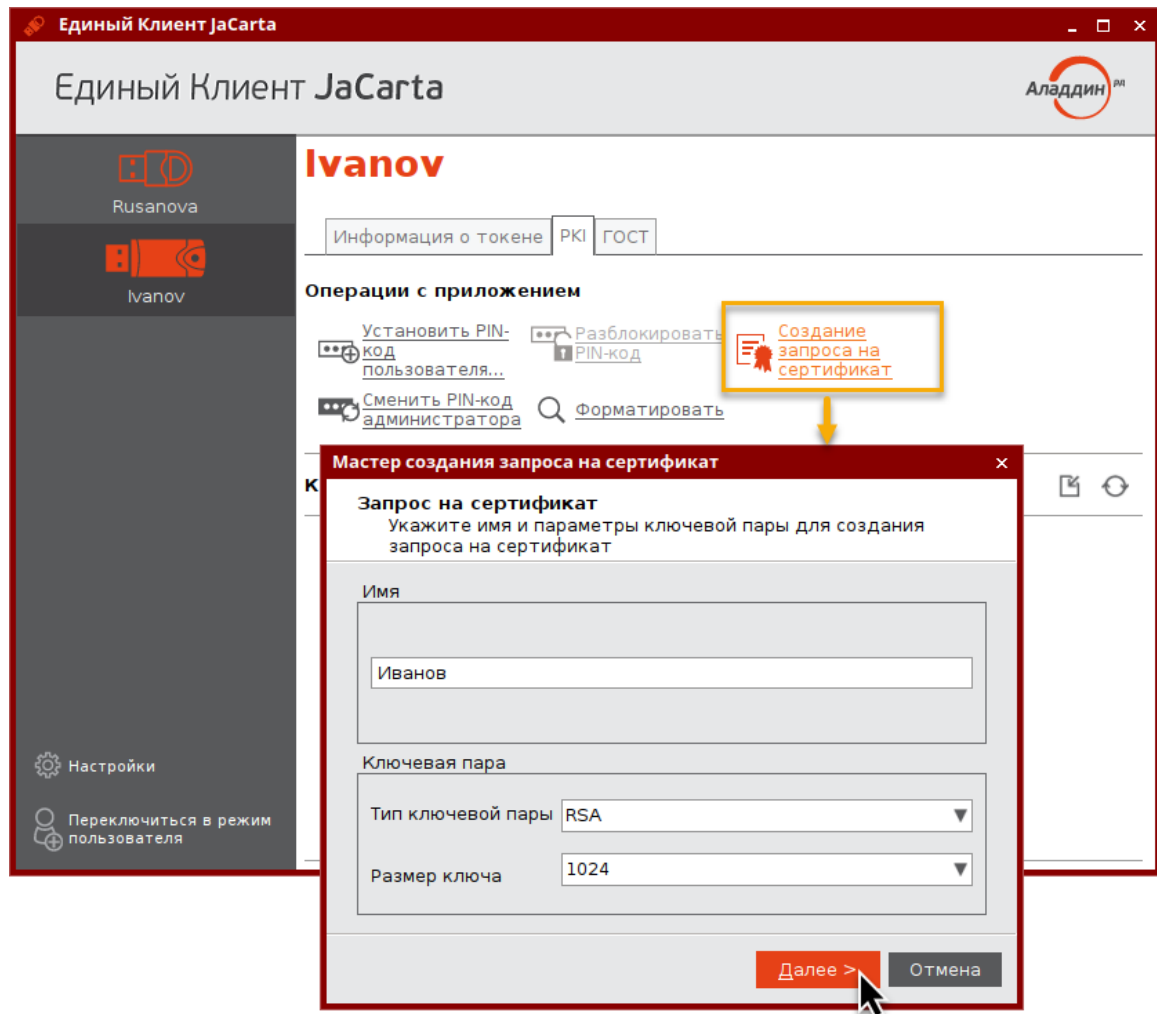 Единый Клиент JaCarta
Единый Клиент JaCarta
Аладдин РД
Rusanova
Ivanov
Настройки
Переключиться в режим
пользователя
Ivanov
Информация о токене
PKI
ГОСТ
Операции с приложением
Установить PIN-
код
пользователя...
Разблокировать
PIN-код
Создание
запроса на
сертификат
Сменить PIN-код
администратора
Форматировать
К
Мастер создания запроса на сертификат
Запрос на сертификат
Укажите имя и параметры ключевой пары для создания
запроса на сертификат
Имя
Иванов
Ключевая пара
Тип ключевой пары RSA
Размер ключа 1024
Далее >
Отмена